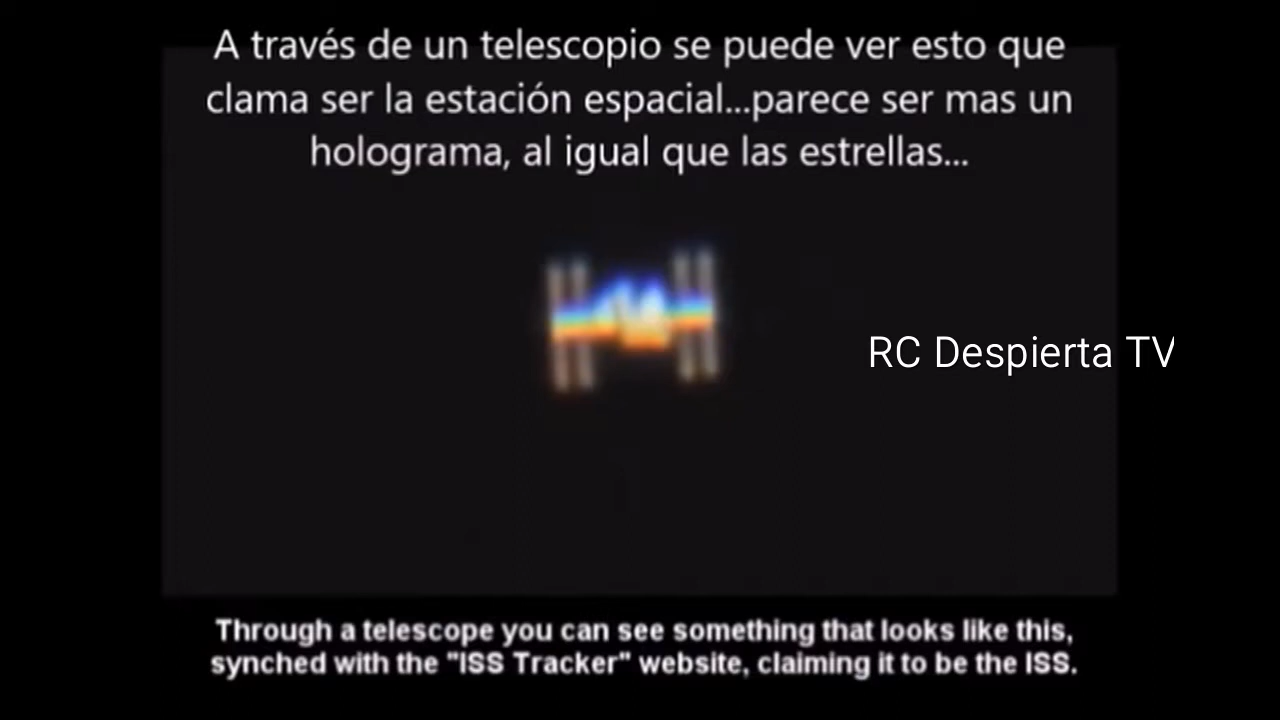 A través de un telescopio se puede ver esto que
clama ser la estación espacial...parece ser mas un
holograma, al igual que las estrellas...
RC Despierta TV
Through a telescope you can see something that looks like this,
synched with the "ISS Tracker" website, claiming it to be the ISS.